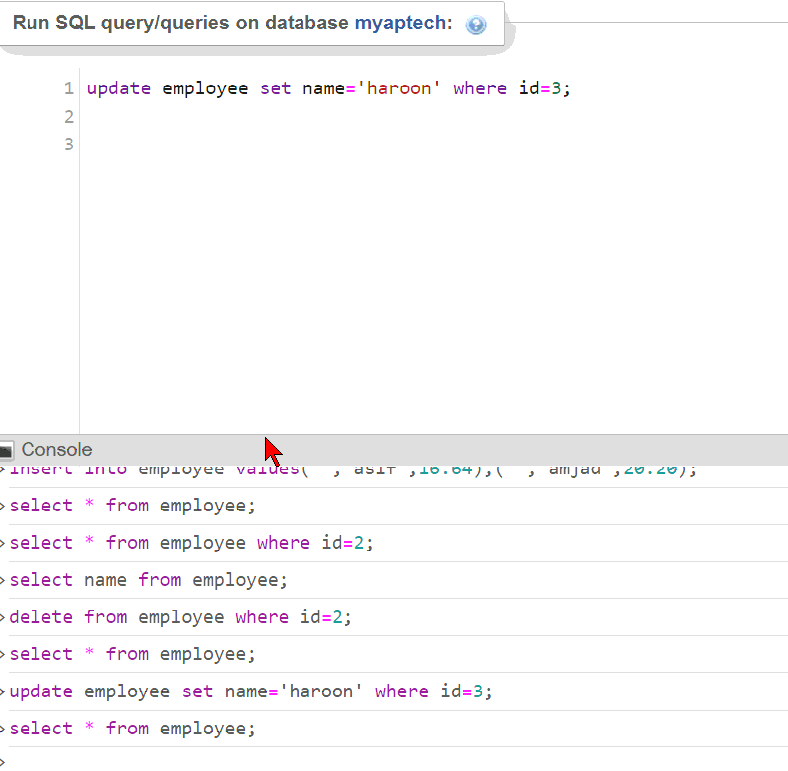 Run SQL query/queries on database myaptech:
1 update employee set name='haroon' where id=3;
2
3
Console
>insert into employee values(' ',' asif ',16.64),(' ',' amjad ',20.20);
>select * from employee;
>select * from employee where id=2;
>select name from employee;
>delete from employee where id=2;
>select * from employee;
>update employee set name='haroon' where id=3;
>select * from employee;
>